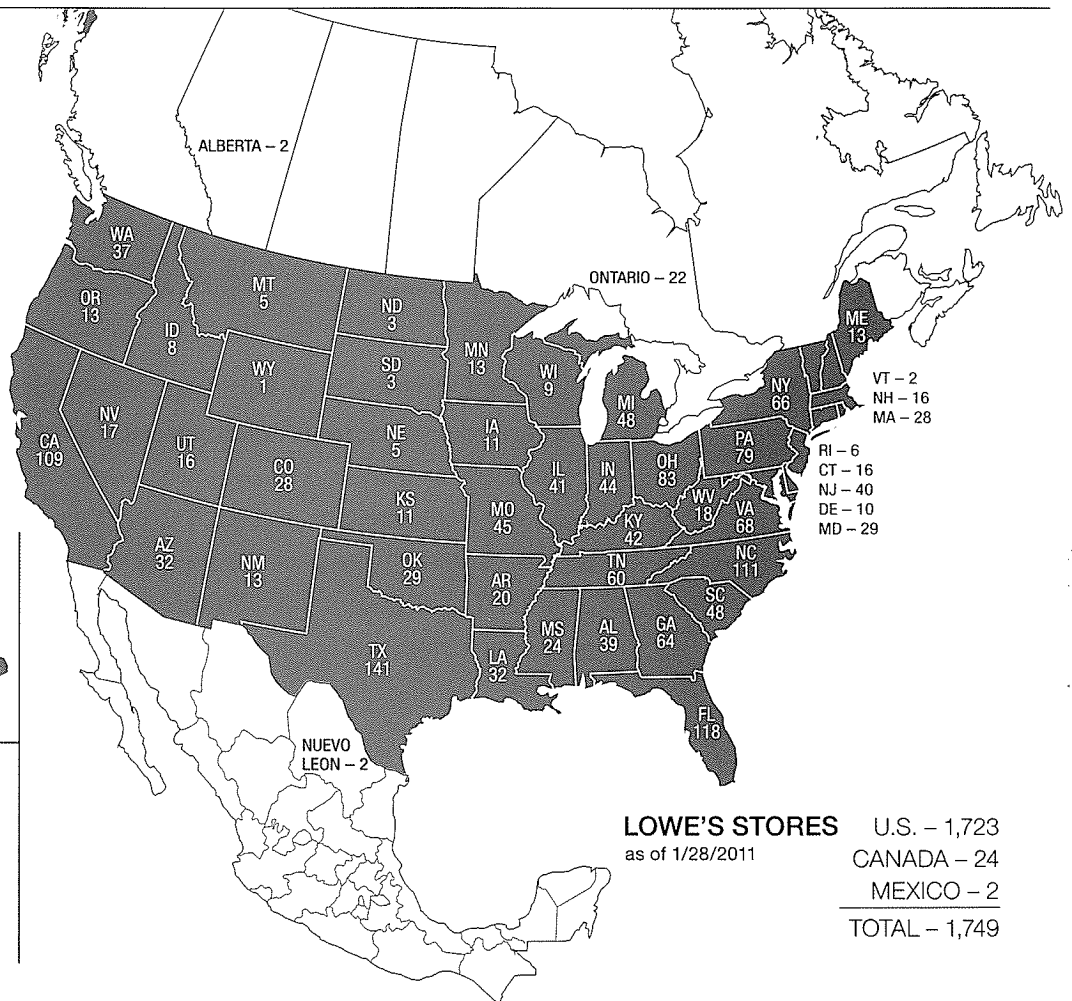 ALBERTA – 2
ONTARIO – 22
WA
37
OR
13
ID
8
MT
5
ND
3
MN
13
WI
9
MI
48
NY
66
ME
13
VT – 2
NH – 16
MA – 28
RI – 6
CT – 16
NJ – 40
DE – 10
MD – 29
WY
1
SD
3
NE
5
IA
11
CA
109
NV
17
UT
16
CO
28
KS
11
MO
45
IL
41
IN
44
OH
83
PA
79
WV
18
VA
68
KY
42
NC
111
TN
60
SC
48
AZ
32
NM
13
OK
29
AR
20
TX
141
LA
32
MS
24
AL
39
GA
64
FL
118
NUEVO
LEON – 2
LOWE'S STORES
as of 1/28/2011
U.S. – 1,723
CANADA – 24
MEXICO – 2
TOTAL – 1,749